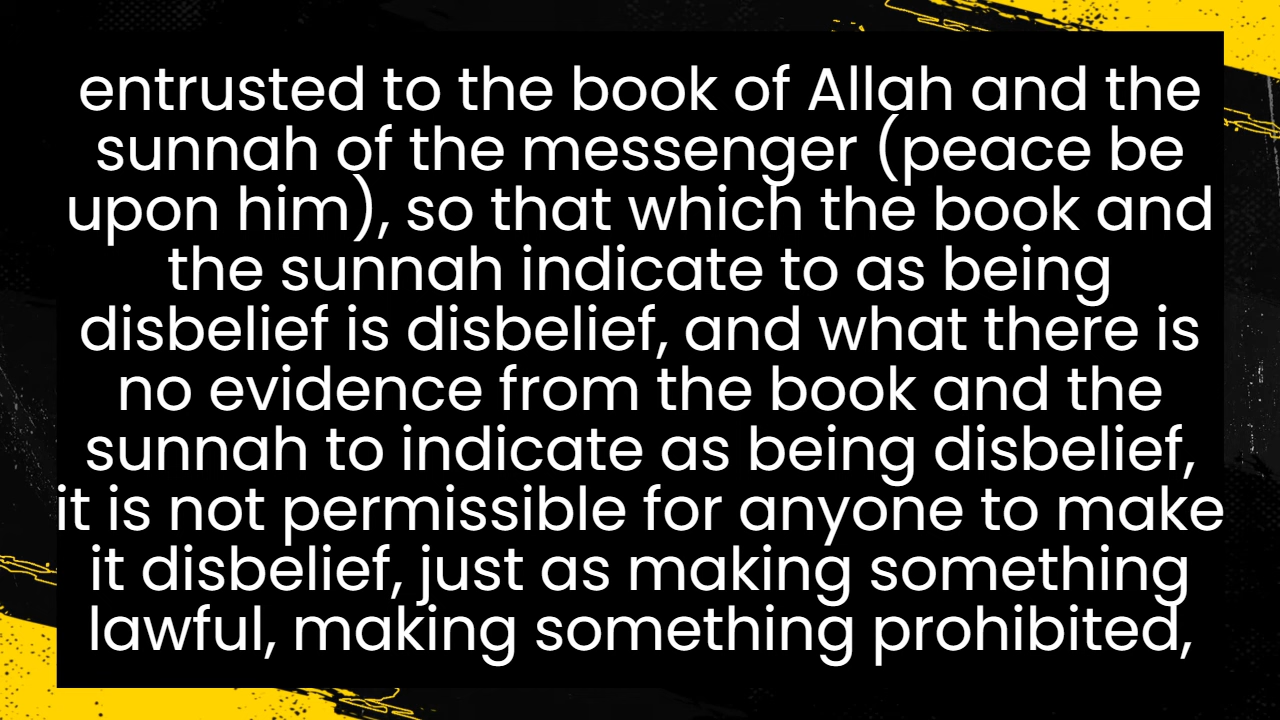 entrusted to the book of Allah and the
sunnah of the messenger (peace be
upon him), so that which the book and
the sunnah indicate to as being
disbelief is disbelief, and what there is
no evidence from the book and the
sunnah to indicate as being disbelief,
it is not permissible for anyone to make
it disbelief, just as making something
lawful, making something prohibited,